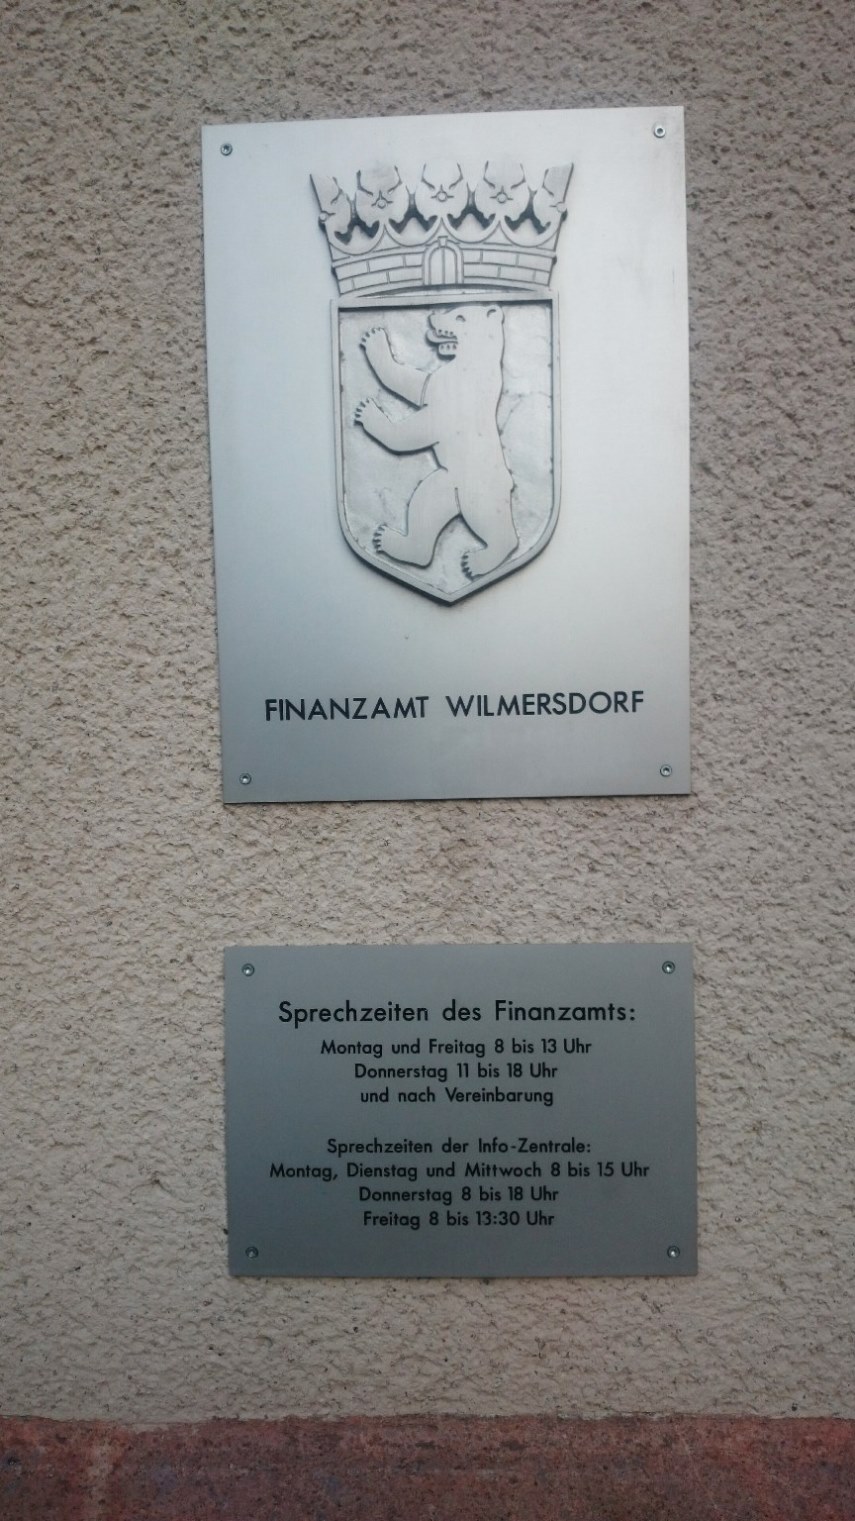 FINANZAMT WILMERSDORF
Sprechzeiten des Finanzamts:
Montag und Freitag 8 bis 13 Uhr
Donnerstag 11 bis 18 Uhr
und nach Vereinbarung
Sprechzeiten der Info-Zentrale:
Montag, Dienstag und Mittwoch 8 bis 15 Uhr
Donnerstag 8 bis 18 Uhr
Freitag 8 bis 13:30 Uhr